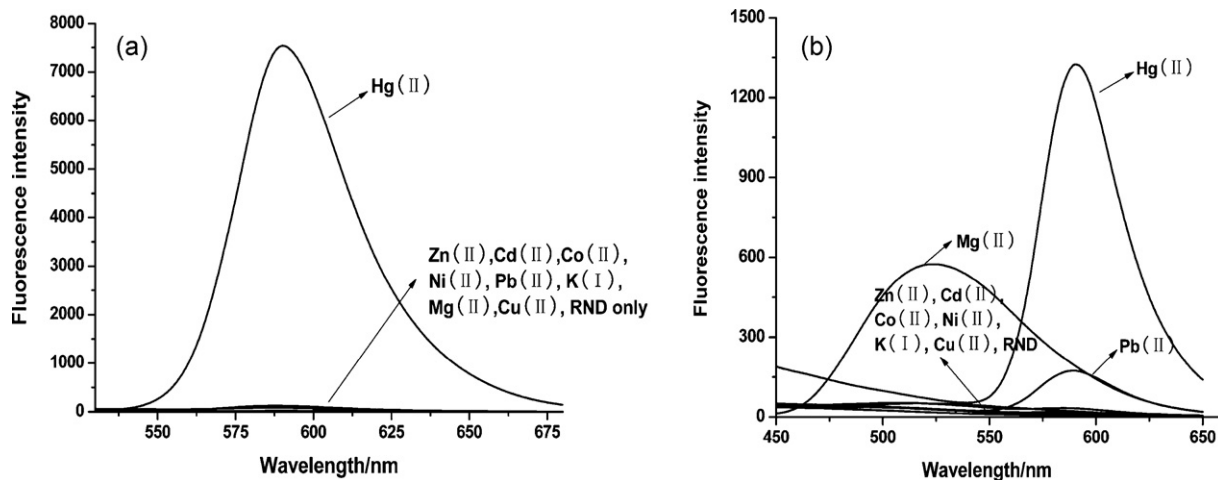 (a)
Fluorescence intensity
8000
7000
6000
5000
4000
3000
2000
1000
0
Hg(Ⅱ)
Zn(Ⅱ),Cd(Ⅱ),Co(Ⅱ),
Ni(Ⅱ), Pb(Ⅱ), K(Ⅰ),
Mg(Ⅱ),Cu(Ⅱ), RND only
550 575 600 625 650 675
Wavelength/nm
(b)
Fluorescence intensity
1500
1200
900
600
300
0
Hg(Ⅱ)
Mg(Ⅱ)
Zn(Ⅱ), Cd(Ⅱ),
Co(Ⅱ), Ni(Ⅱ),
K(Ⅰ), Cu(Ⅱ), RND
Pb(Ⅱ)
450 500 550 600 650
Wavelength/nm